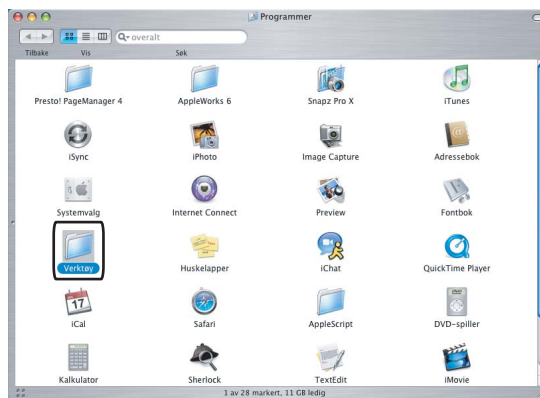 Programmer
overalt
Tilbake Vis Søk
Presto! PageManager 4 AppleWorks 6 Snapz Pro X iTunes
iSync iPhoto Image Capture Adressebok
Systemvalg Internet Connect Preview Fontbok
Verktøy Huskelapper iChat QuickTime Player
17
iCal Safari AppleScript DVD-spiller
Kalkulator Sherlock TextEdit iMovie
1 av 28 markert, 11 GB ledig